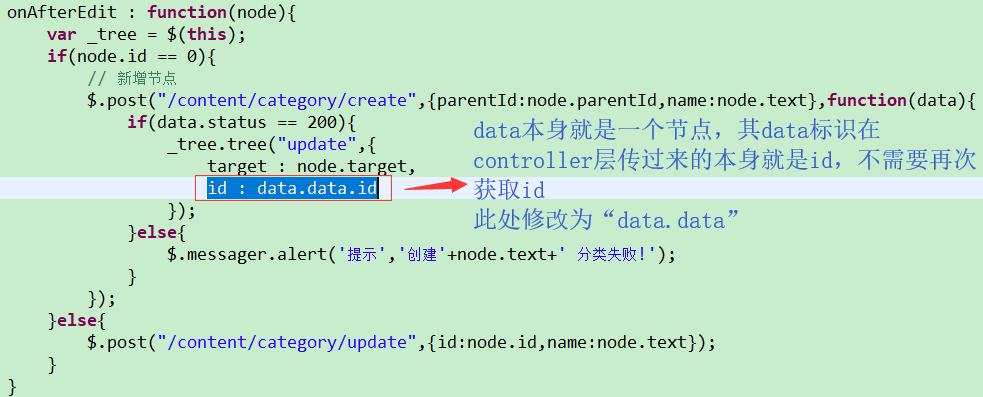 onAfterEdit : function(node){
var _tree = $(this);
if(node.id == 0){
// 新增节点
$.post("/content/category/create",{parentId:node.parentId,name:node.text},function(data){
if(data.status == 200){
_tree.tree("update",{
target : node.target,
id : data.data.id
});
}else{
$.messager.alert('提示','创建'+node.text+' 分类失败!');
}
});
}else{
$.post("/content/category/update",{id:node.id,name:node.text});
}
}
data本身就是一个节点，其data标识在
controller层传过来的本身就是id，不需要再次
获取id
此处修改为“data.data”